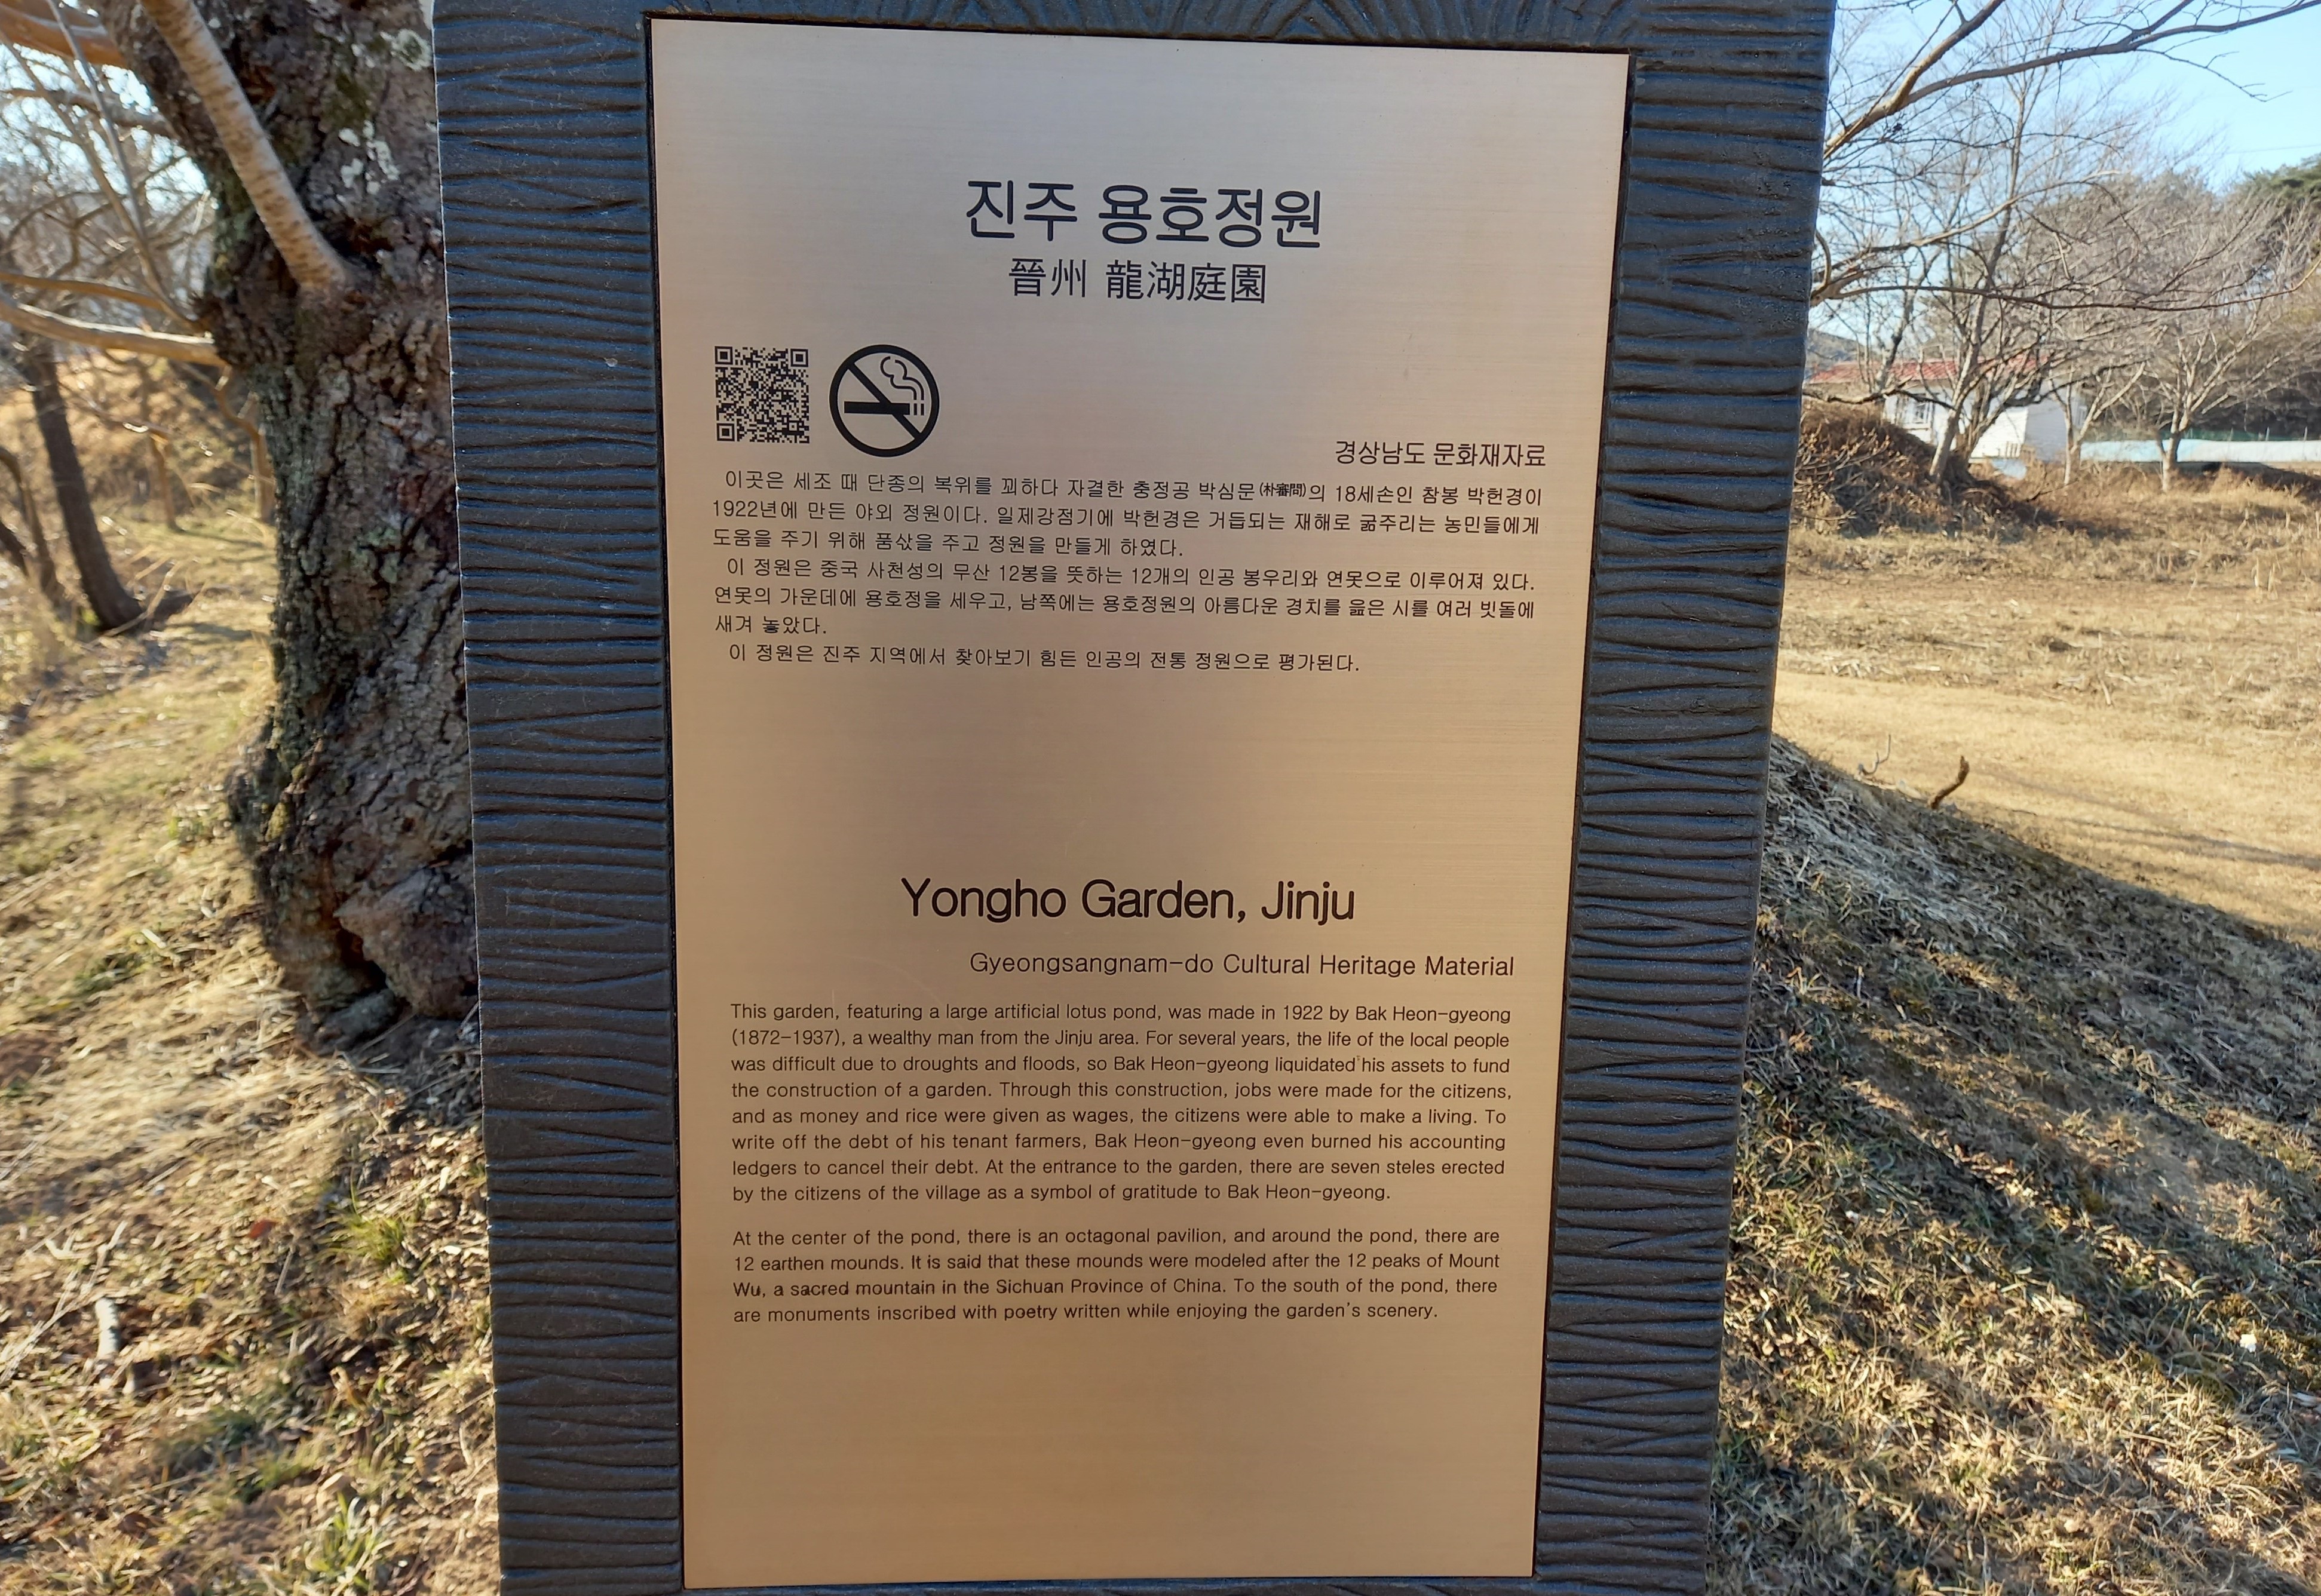 진주 용호정원
晉州 龍湖庭園
경상남도 문화재자료
이곳은 세조 때 단종의 복위를 꾀하다 자결한 충정공 박심문(朴審問)의 18세손인 참봉 박헌경이
1922년에 만든 야외 정원이다. 일제강점기에 박헌경은 거듭되는 재해로 굶주리는 농민들에게
도움을 주기 위해 품삯을 주고 정원을 만들게 하였다.
이 정원은 중국 사천성의 무산 12봉을 뜻하는 12개의 인공 봉우리와 연못으로 이루어져 있다.
연못의 가운데에 용호정을 세우고, 남쪽에는 용호정원의 아름다운 경치를 읊은 시를 여러 빗돌에
새겨 놓았다.
이 정원은 진주 지역에서 찾아보기 힘든 인공의 전통 정원으로 평가된다.
Yongho Garden, Jinju
Gyeongsangnam-do Cultural Heritage Material
This garden, featuring a large artificial lotus pond, was made in 1922 by Bak Heon-gyeong
(1872-1937), a wealthy man from the Jinju area. For several years, the life of the local people
was difficult due to droughts and floods, so Bak Heon-gyeong liquidated his assets to fund
the construction of a garden. Through this construction, jobs were made for the citizens,
and as money and rice were given as wages, the citizens were able to make a living. To
write off the debt of his tenant farmers, Bak Heon-gyeong even burned his accounting
ledgers to cancel their debt. At the entrance to the garden, there are seven steles erected
by the citizens of the village as a symbol of gratitude to Bak Heon-gyeong.
At the center of the pond, there is an octagonal pavilion, and around the pond, there are
12 earthen mounds. It is said that these mounds were modeled after the 12 peaks of Mount
Wu, a sacred mountain in the Sichuan Province of China. To the south of the pond, there
are monuments inscribed with poetry written while enjoying the garden's scenery.